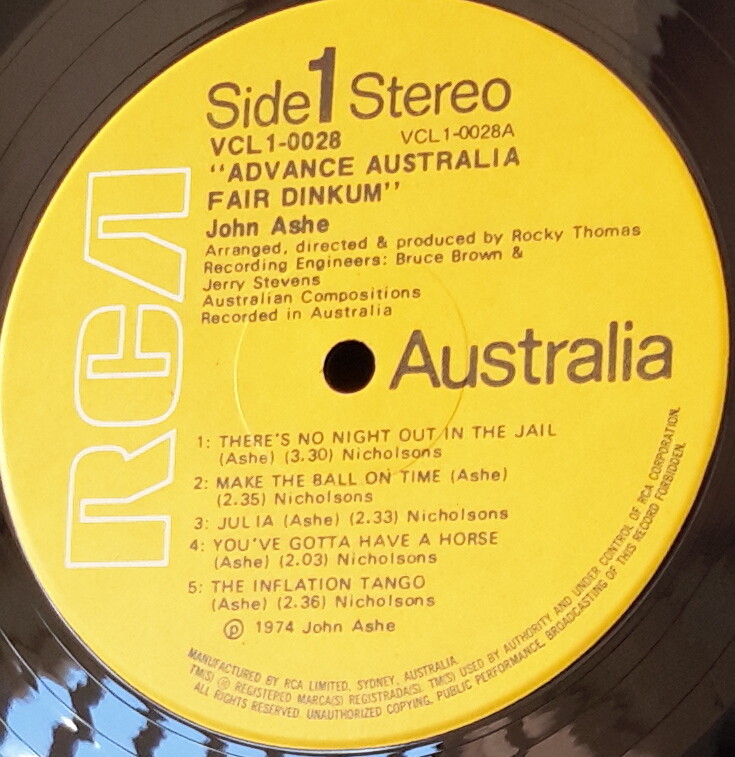 RCA
Side 1 Stereo
VCL1-0028 VCL1-0028A
"ADVANCE AUSTRALIA
FAIR DINKUM"
John Ashe
Arranged, directed & produced by Rocky Thomas
Recording Engineers: Bruce Brown &
Jerry Stevens
Australian Compositions
Recorded in Australia
Australia
1: THERE'S NO NIGHT OUT IN THE JAIL
(Ashe) (3.30) Nicholsons
2: MAKE THE BALL ON TIME (Ashe)
(2.35) Nicholsons
3: JULIA (Ashe) (2.33) Nicholsons
4: YOU'VE GOTTA HAVE A HORSE
(Ashe) (2.03) Nicholsons
5: THE INFLATION TANGO
(Ashe) (2.36) Nicholsons
℗ 1974 John Ashe
MANUFACTURED BY RCA LIMITED, SYDNEY, AUSTRALIA.
TM(S) ® REGISTERED MARCA(S) REGISTRADA(S). TM(S) USED BY AUTHORITY AND UNDER CONTROL OF RCA CORPORATION.
ALL RIGHTS RESERVED. UNAUTHORIZED COPYING, PUBLIC PERFORMANCE, BROADCASTING OF THIS RECORD FORBIDDEN.